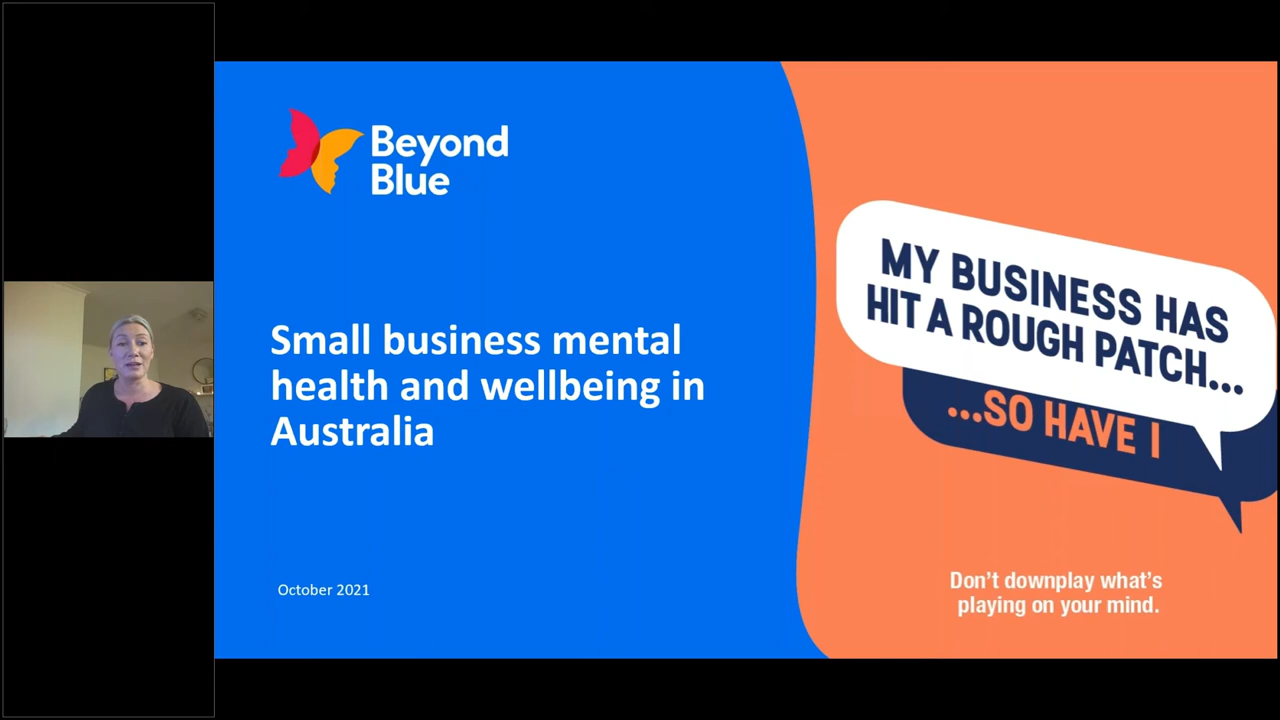 Beyond
Blue
Small business mental
health and wellbeing in
Australia
October 2021
MY BUSINESS HAS
HIT A ROUGH PATCH...
...SO HAVE I
Don't downplay what's
playing on your mind.